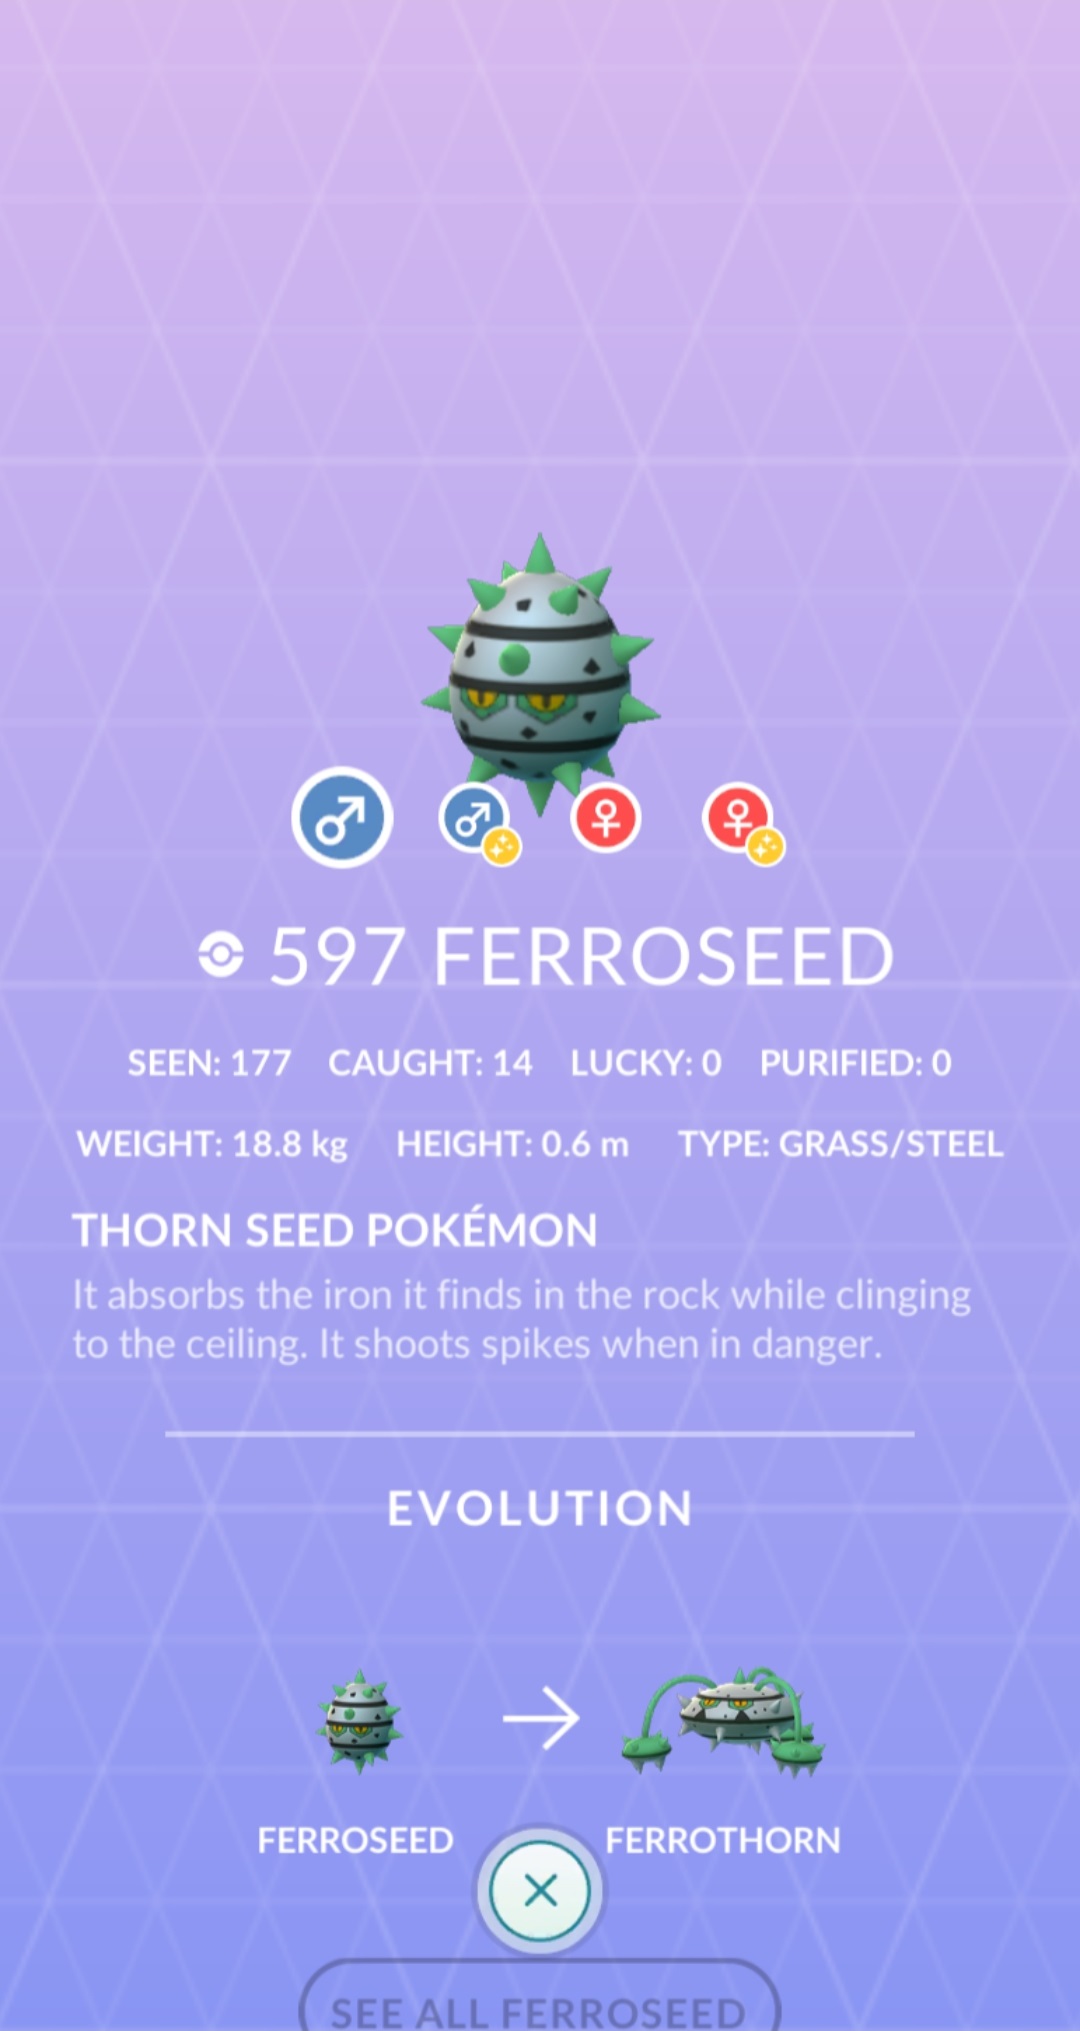 597 FERROSEED
SEEN: 177 CAUGHT: 14 LUCKY: 0 PURIFIED: 0
WEIGHT: 18.8 kg HEIGHT: 0.6 m TYPE: GRASS/STEEL
THORN SEED POKÉMON
It absorbs the iron it finds in the rock while clinging
to the ceiling. It shoots spikes when in danger.
EVOLUTION
FERROSEED FERROTHORN
SEE ALL FERROSEED